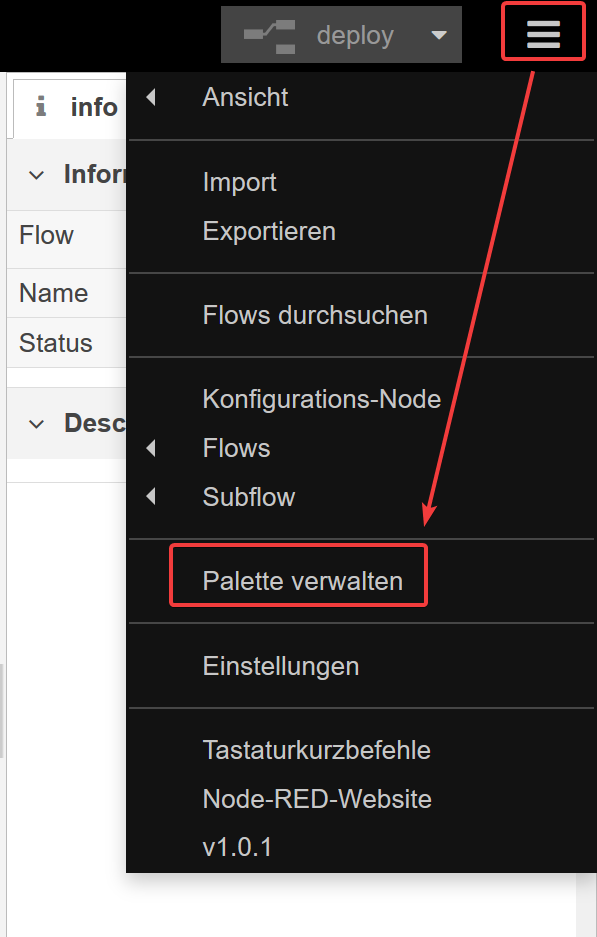 deploy
info
Ansicht
Inforr
Import
Flow
Exportieren
Name
Flows durchsuchen
Status
Konfigurations-Node
Desc
Flows
Subflow
Palette verwalten
Einstellungen
Tastaturkurzbefehle
Node-RED-Website
v1.0.1